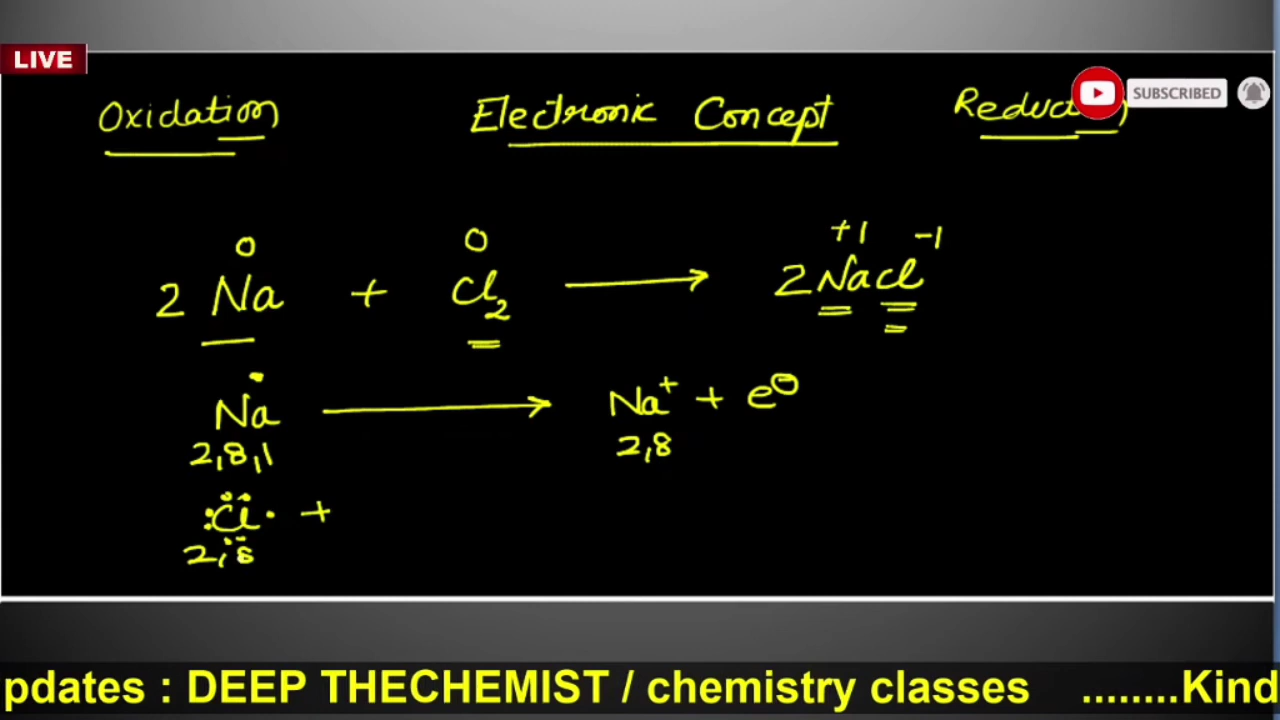 LIVE
Oxidation Electronic Concept
SUBSCRIBED
0 0 +1 -1
2 Na + Cl₂ ⟶ 2NaCl
Na ⟶ Na⁺ + e⊖
2,8,1 2,8
Cl +
2,8
pdates : DEEP THECHEMIST / chemistry classes ........Kind